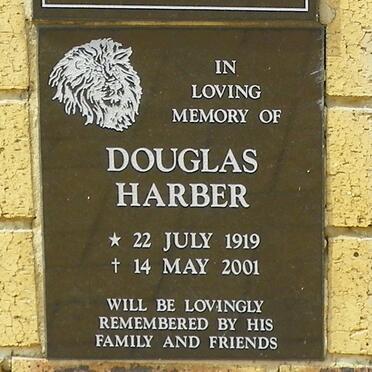 IN
LOVING
MEMORY OF
DOUGLAS
HARBER
★ 22 JULY 1919
† 14 MAY 2001
WILL BE LOVINGLY
REMEMBERED BY HIS
FAMILY AND FRIENDS